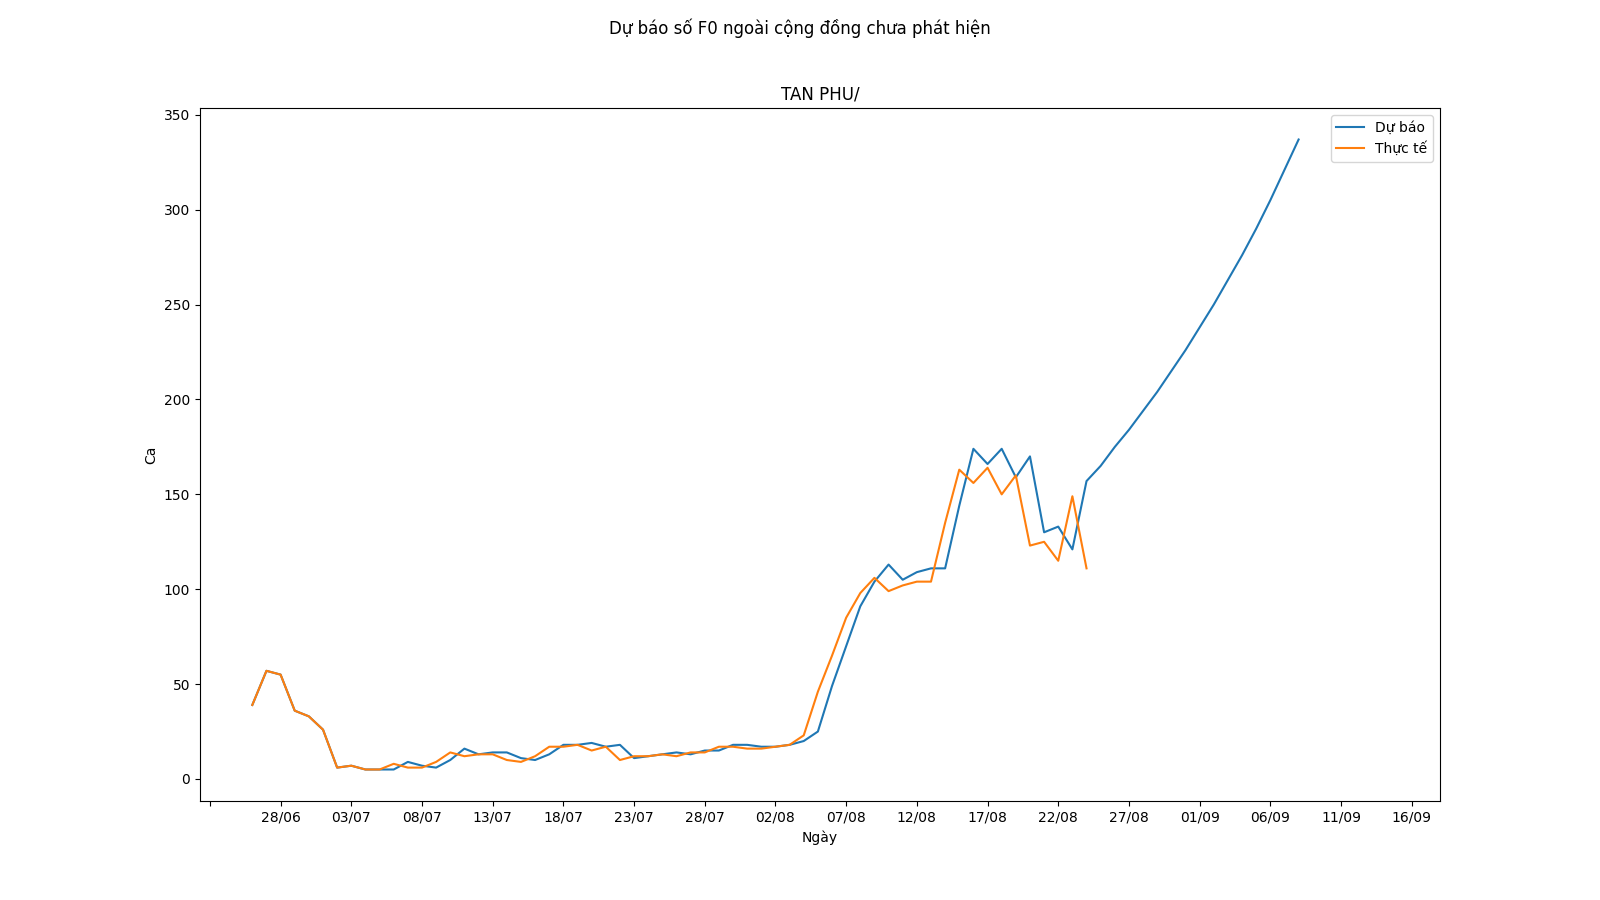 Dự báo số F0 ngoài cộng đồng chưa phát hiện
TAN PHU/
350
300
250
200
150
100
50
0
Ca
Dự báo
Thực tế
28/06 03/07 08/07 13/07 18/07 23/07 28/07 02/08 07/08 12/08 17/08 22/08 27/08 01/09 06/09 11/09 16/09
Ngày